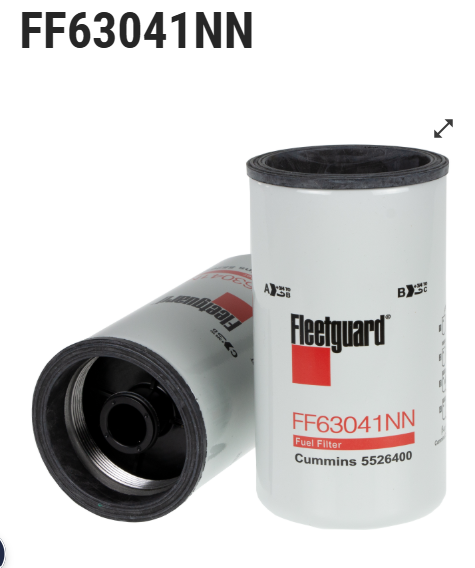 FF63041NN
A
B
B
C
Fleetguard®
FF63041NN
Fuel Filter
Cummins 5526400
Fleetguard